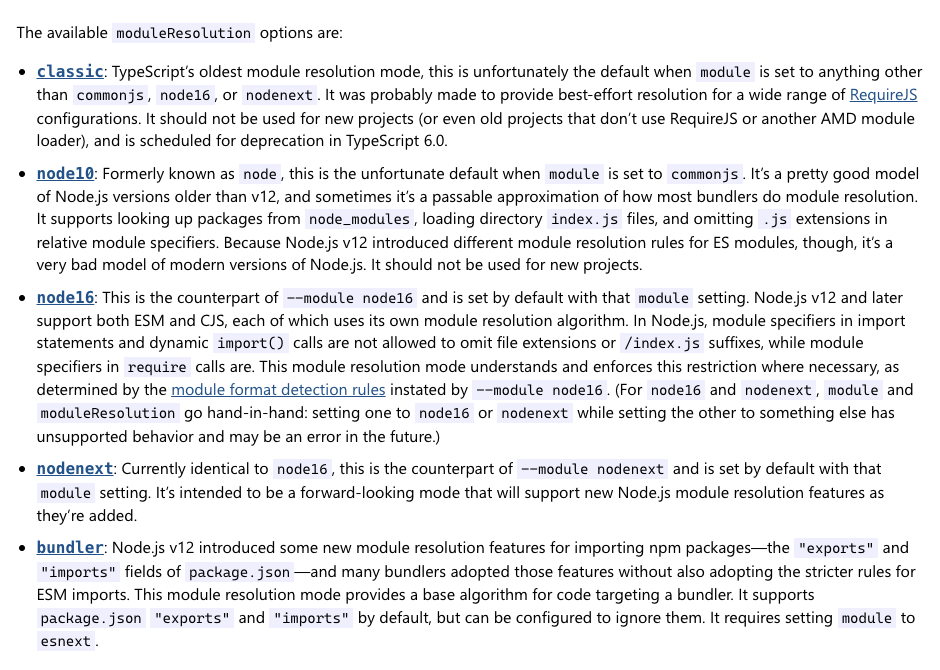 The available moduleResolution options are:
• classic: TypeScript’s oldest module resolution mode, this is unfortunately the default when module is set to anything other
than commonjs, node16, or nodenext. It was probably made to provide best-effort resolution for a wide range of RequireJS
configurations. It should not be used for new projects (or even old projects that don’t use RequireJS or another AMD module
loader), and is scheduled for deprecation in TypeScript 6.0.
• node10: Formerly known as node, this is the unfortunate default when module is set to commonjs. It’s a pretty good model
of Node.js versions older than v12, and sometimes it’s a passable approximation of how most bundlers do module resolution.
It supports looking up packages from node_modules, loading directory index.js files, and omitting .js extensions in
relative module specifiers. Because Node.js v12 introduced different module resolution rules for ES modules, though, it’s a
very bad model of modern versions of Node.js. It should not be used for new projects.
• node16: This is the counterpart of --module node16 and is set by default with that module setting. Node.js v12 and later
support both ESM and CJS, each of which uses its own module resolution algorithm. In Node.js, module specifiers in import
statements and dynamic import() calls are not allowed to omit file extensions or /index.js suffixes, while module
specifiers in require calls are. This module resolution mode understands and enforces this restriction where necessary, as
determined by the module format detection rules instated by --module node16. (For node16 and nodenext, module and
moduleResolution go hand-in-hand: setting one to node16 or nodenext while setting the other to something else has
unsupported behavior and may be an error in the future.)
• nodenext: Currently identical to node16, this is the counterpart of --module nodenext and is set by default with that
module setting. It’s intended to be a forward-looking mode that will support new Node.js module resolution features as
they’re added.
• bundler: Node.js v12 introduced some new module resolution features for importing npm packages—the "exports" and
"imports" fields of package.json—and many bundlers adopted those features without also adopting the stricter rules for
ESM imports. This module resolution mode provides a base algorithm for code targeting a bundler. It supports
package.json "exports" and "imports" by default, but can be configured to ignore them. It requires setting module to
esnext.